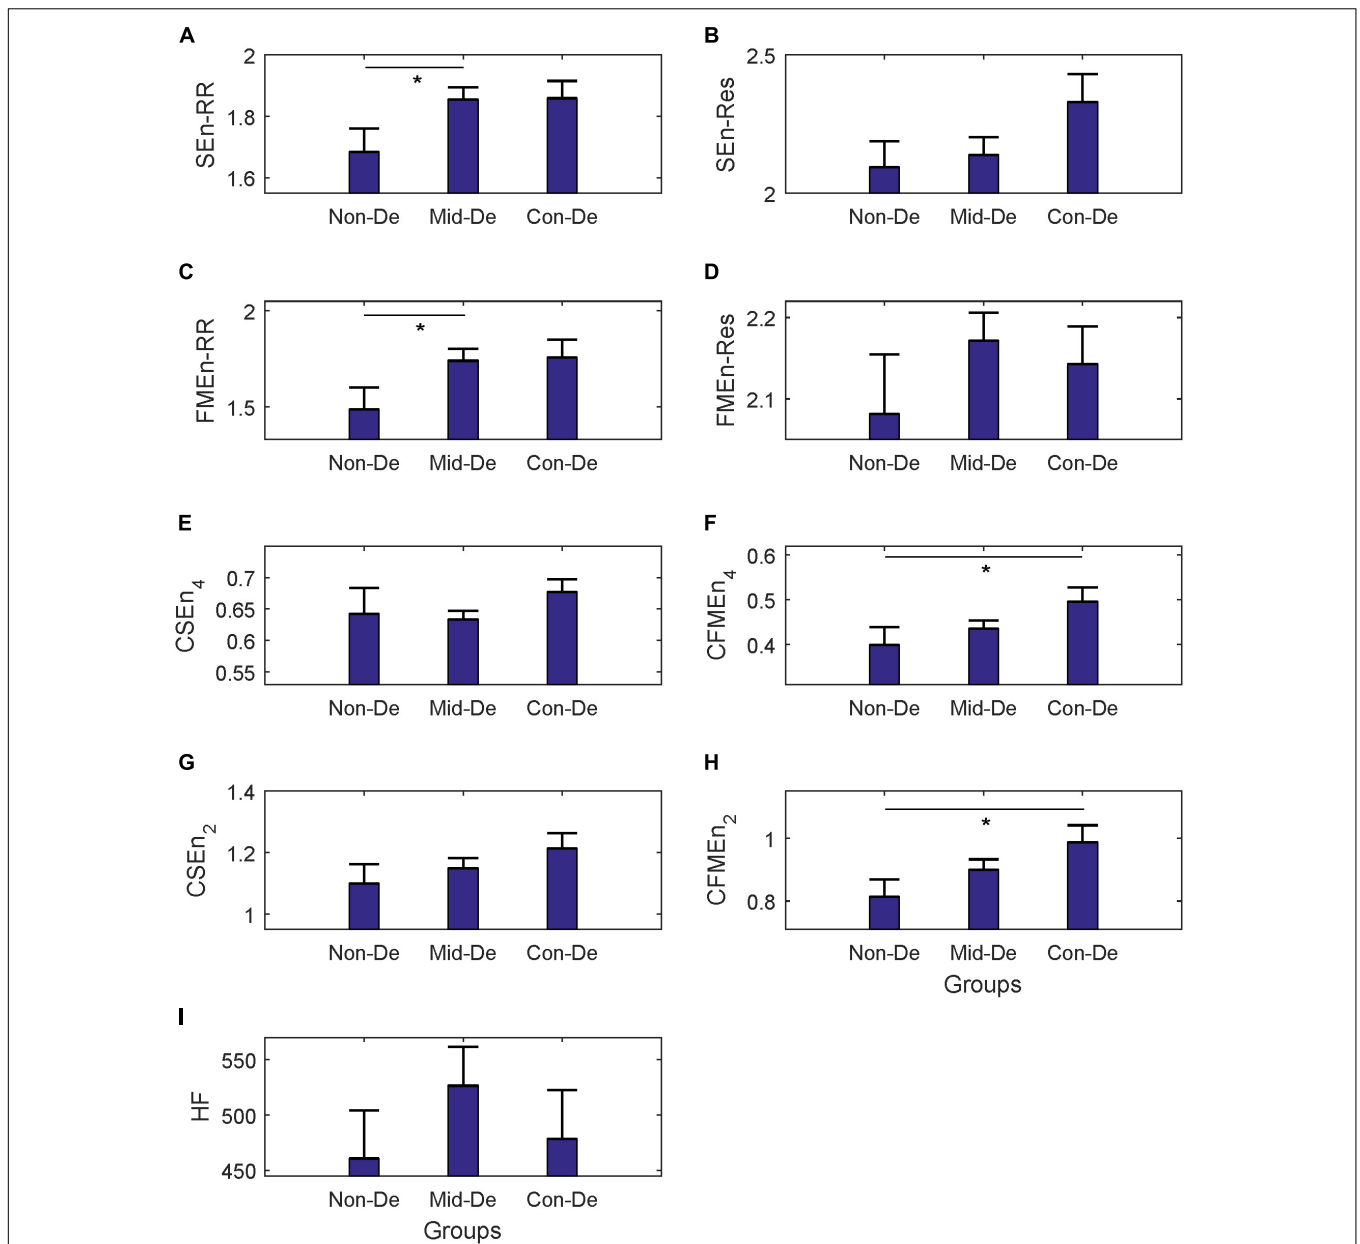 A
SEn-RR
2
1.8
1.6
*
Non-De Mid-De Con-De
B
SEn-Res
2.5
2
Non-De Mid-De Con-De
C
FMEn-RR
2
1.5
*
Non-De Mid-De Con-De
D
FMEn-Res
2.2
2.1
Non-De Mid-De Con-De
E
CSEn4
0.7
0.65
0.6
0.55
Non-De Mid-De Con-De
F
CFMEn4
0.6
0.5
0.4
*
Non-De Mid-De Con-De
G
CSEn2
1.4
1.2
1
Non-De Mid-De Con-De
H
CFMEn2
1
0.8
*
Non-De Mid-De Con-De
Groups
I
HF
550
500
450
Non-De Mid-De Con-De
Groups